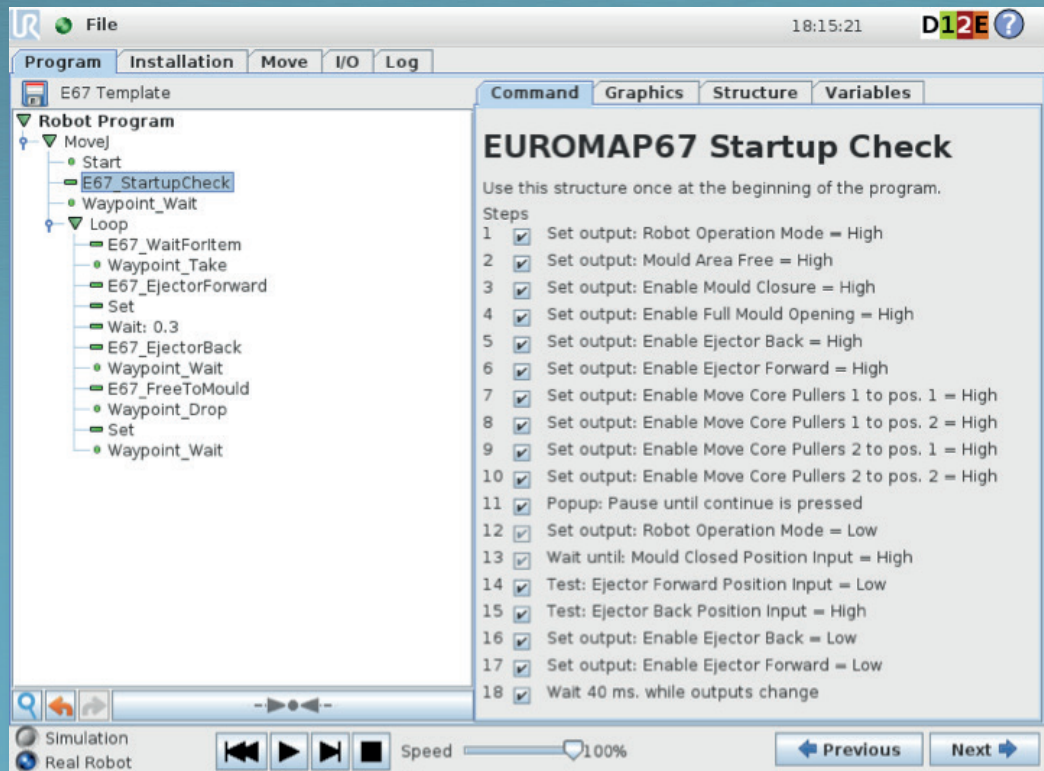 UR File 18:15:21 D12E ?
Program Installation Move I/O Log
E67 Template
Robot Program
MoveJ
Start
E67_StartupCheck
Waypoint_Wait
Loop
E67_WaitForItem
Waypoint_Take
E67_EjectorForward
Set
Wait: 0.3
E67_EjectorBack
Waypoint_Wait
E67_FreeToMould
Waypoint_Drop
Set
Waypoint_Wait
Command Graphics Structure Variables
EUROMAP67 Startup Check
Use this structure once at the beginning of the program.
Steps
1 Set output: Robot Operation Mode = High
2 Set output: Mould Area Free = High
3 Set output: Enable Mould Closure = High
4 Set output: Enable Full Mould Opening = High
5 Set output: Enable Ejector Back = High
6 Set output: Enable Ejector Forward = High
7 Set output: Enable Move Core Pullers 1 to pos. 1 = High
8 Set output: Enable Move Core Pullers 1 to pos. 2 = High
9 Set output: Enable Move Core Pullers 2 to pos. 1 = High
10 Set output: Enable Move Core Pullers 2 to pos. 2 = High
11 Popup: Pause until continue is pressed
12 Set output: Robot Operation Mode = Low
13 Wait until: Mould Closed Position Input = High
14 Test: Ejector Forward Position Input = Low
15 Test: Ejector Back Position Input = High
16 Set output: Enable Ejector Back = Low
17 Set output: Enable Ejector Forward = Low
18 Wait 40 ms. while outputs change
Simulation
Real Robot
Speed 100%
Previous Next